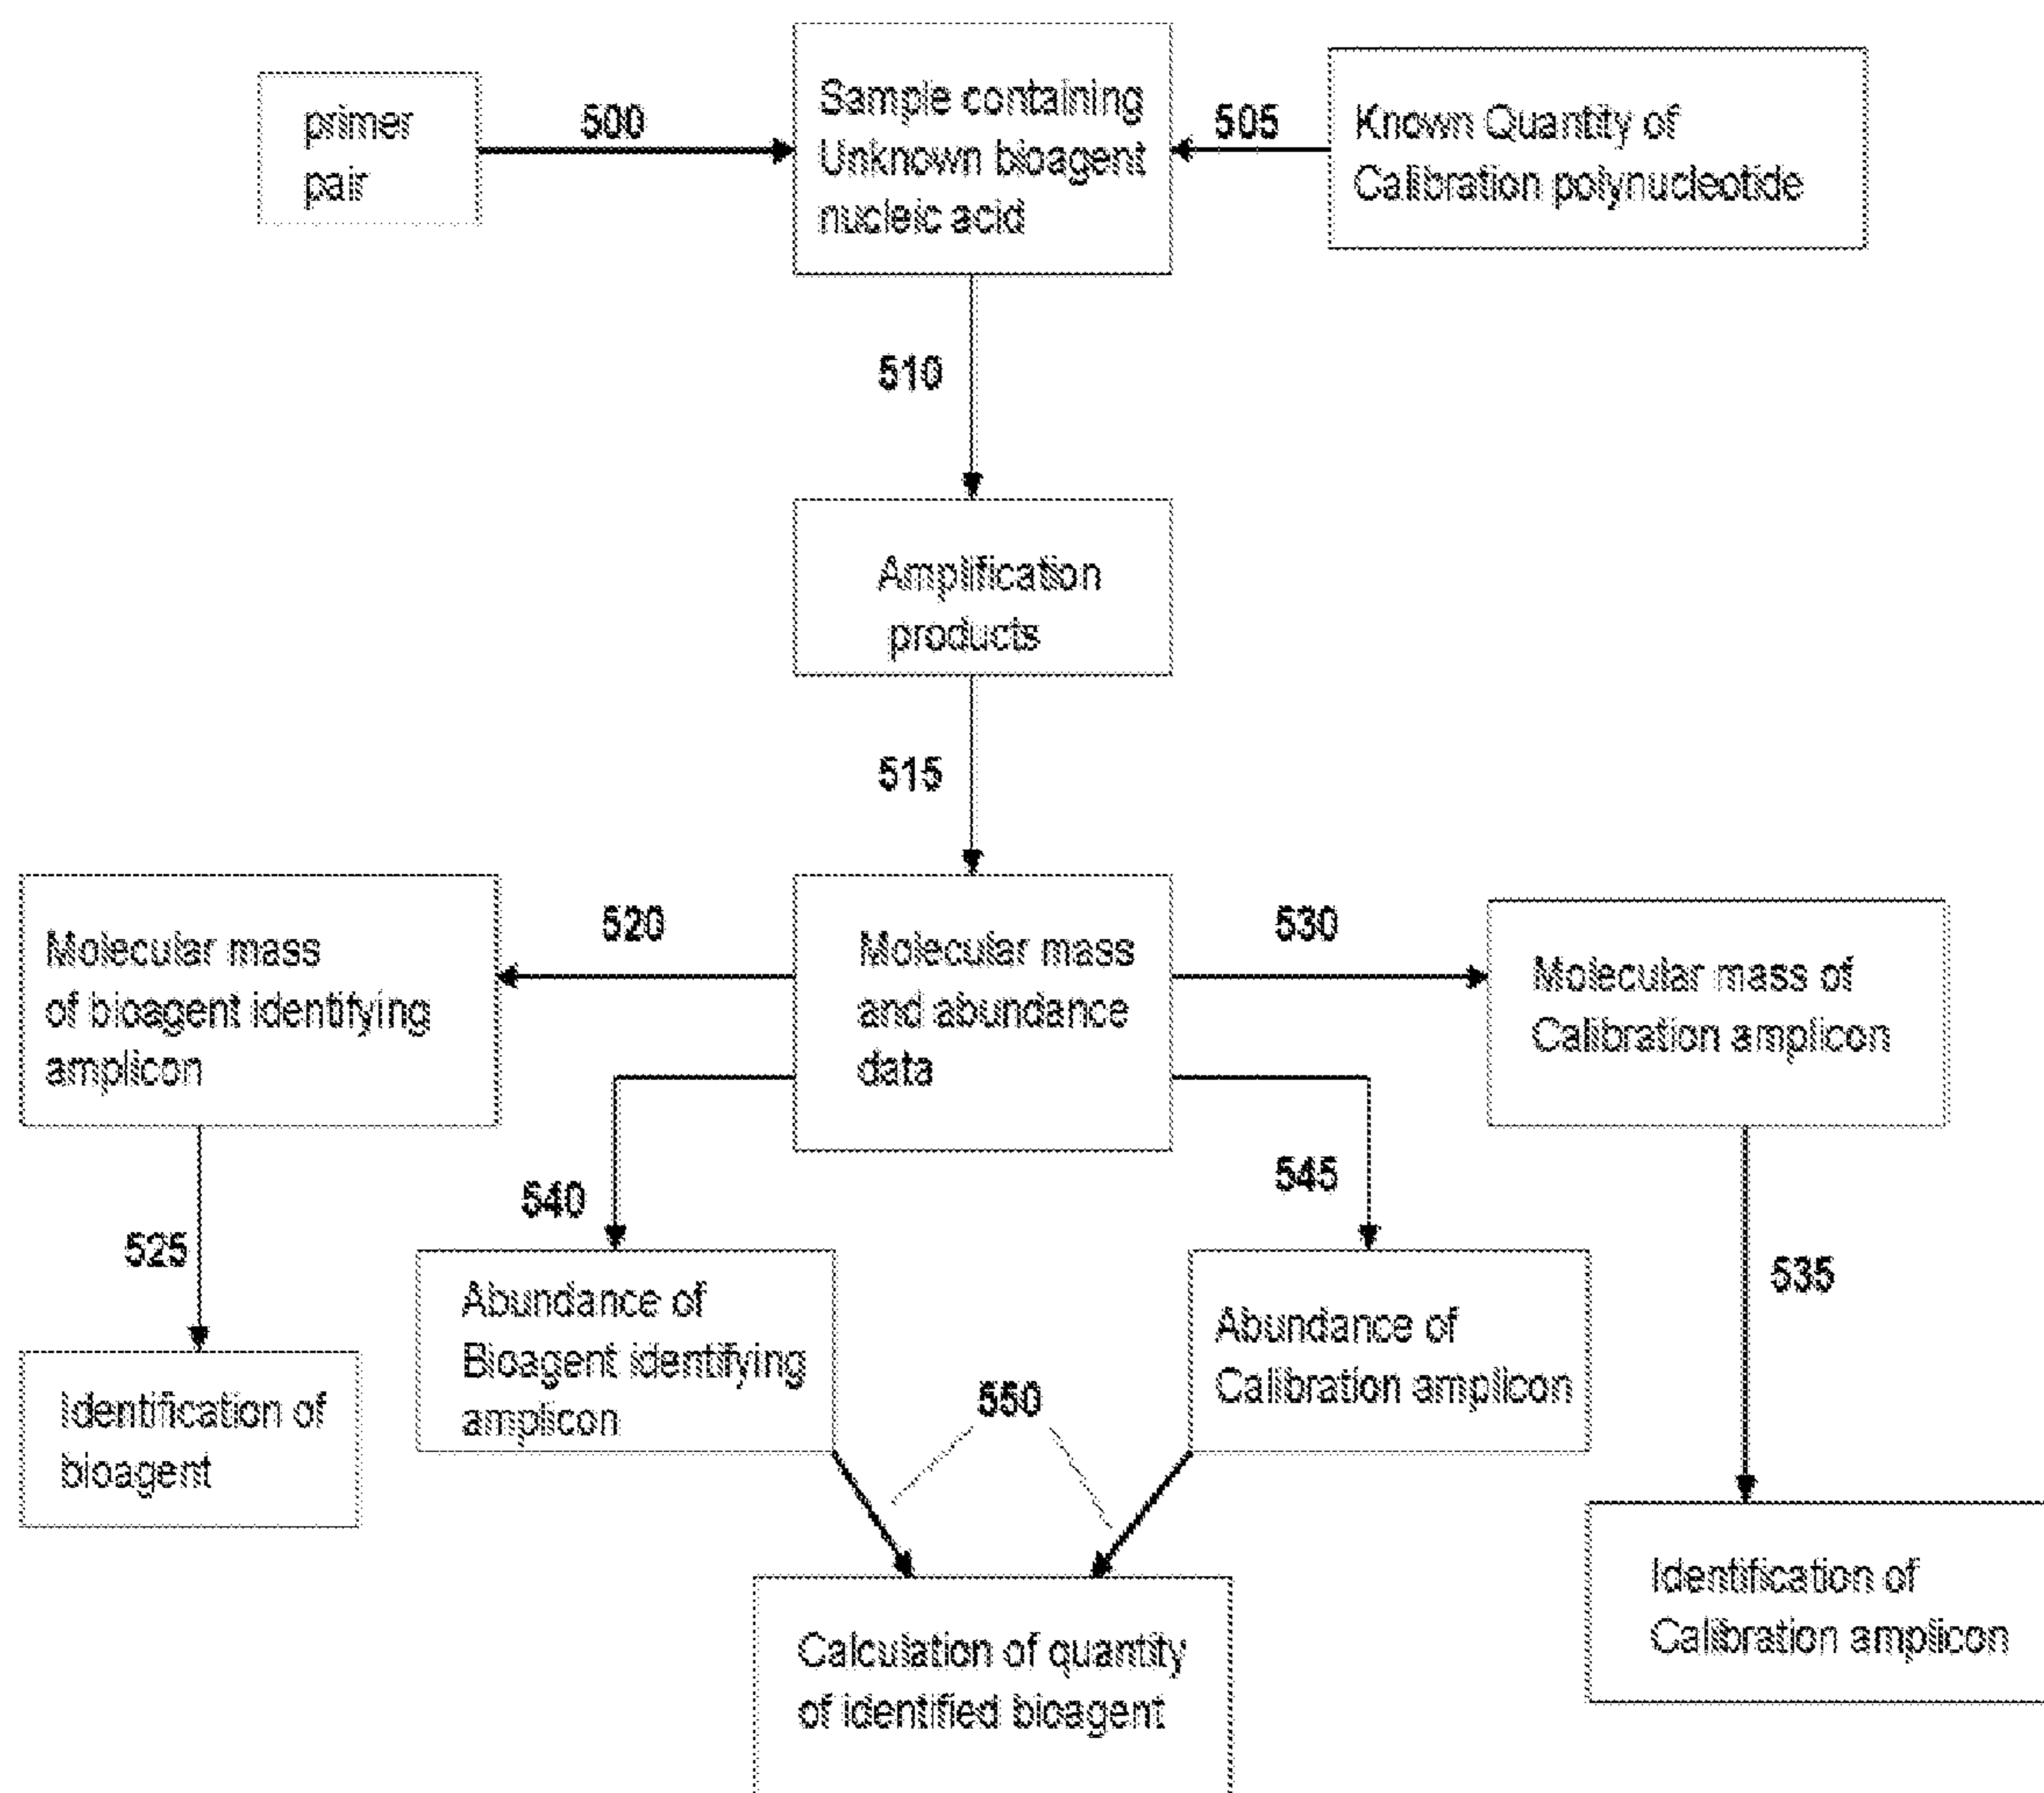 primer
pair
500
Sample containing
Unknown bioagent
nucleic acid
505
Known Quantity of
Calibration polynucleotide
510
Amplification
products
515
Molecular mass
of bioagent identifying
amplicon
520
Molecular mass
and abundance
data
530
Molecular mass of
Calibration amplicon
525
540
545
535
Identification of
bioagent
Abundance of
Bioagent identifying
amplicon
550
Abundance of
Calibration amplicon
Calculation of quantity
of identified bioagent
Identification of
Calibration amplicon